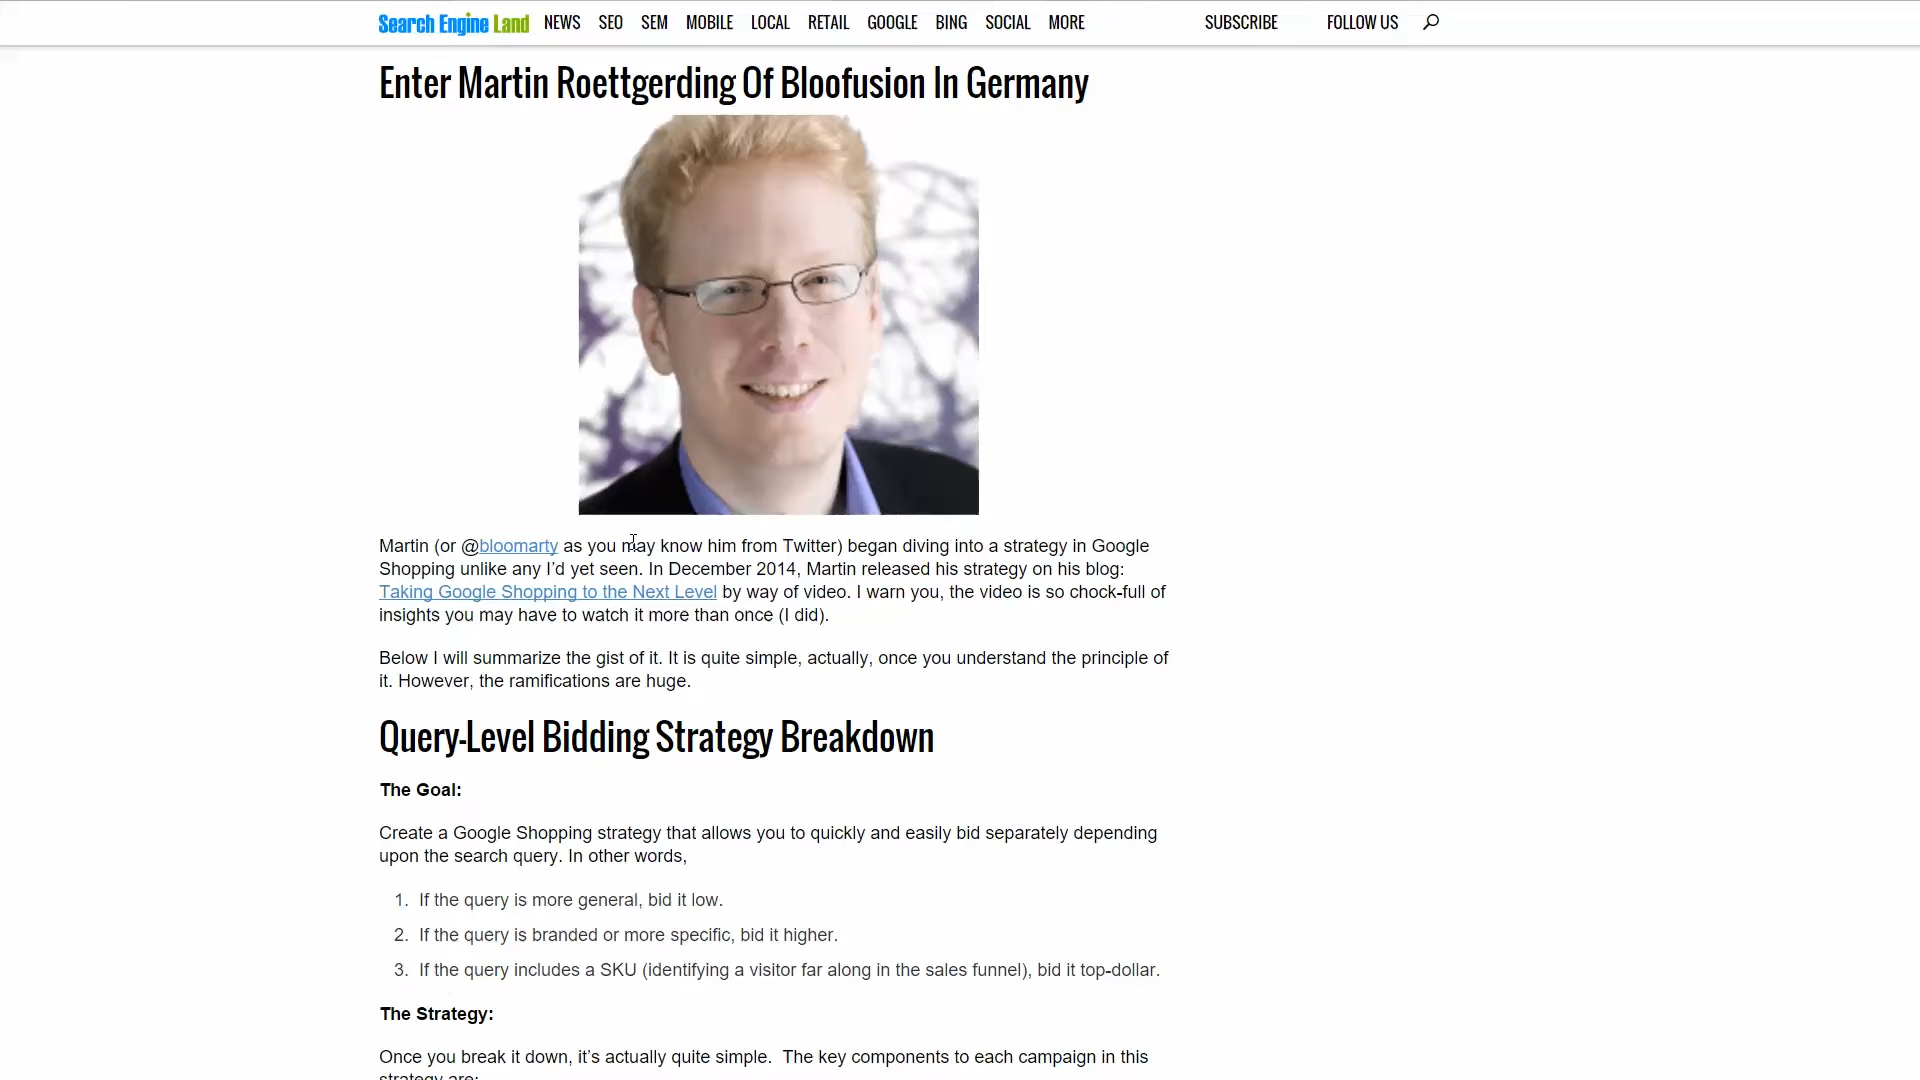 Search Engine Land NEWS SEO SEM MOBILE LOCAL RETAIL GOOGLE BING SOCIAL MORE SUBSCRIBE FOLLOW US
Enter Martin Roettgerding Of Bloofusion In Germany
Martin (or @bloomarty as you may know him from Twitter) began diving into a strategy in Google
Shopping unlike any I’d yet seen. In December 2014, Martin released his strategy on his blog:
Taking Google Shopping to the Next Level by way of video. I warn you, the video is so chock-full of
insights you may have to watch it more than once (I did).
Below I will summarize the gist of it. It is quite simple, actually, once you understand the principle of
it. However, the ramifications are huge.
Query-Level Bidding Strategy Breakdown
The Goal:
Create a Google Shopping strategy that allows you to quickly and easily bid separately depending
upon the search query. In other words,
1. If the query is more general, bid it low.
2. If the query is branded or more specific, bid it higher.
3. If the query includes a SKU (identifying a visitor far along in the sales funnel), bid it top-dollar.
The Strategy:
Once you break it down, it’s actually quite simple.  The key components to each campaign in this
strategy are: